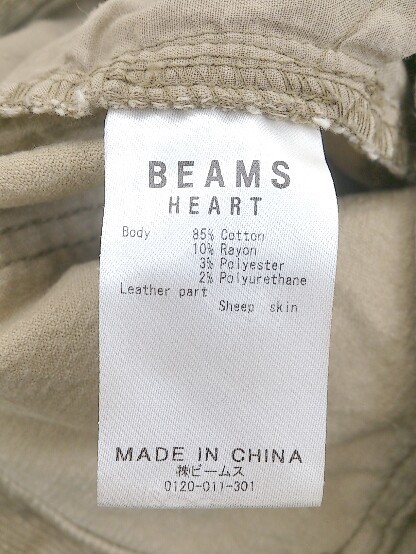 BEAMS
HEART
Body 85% Cotton
10% Rayon
3% Polyester
2% Polyurethane
Leather part
Sheep skin
MADE IN CHINA
㈱ビームス
0120-011-301